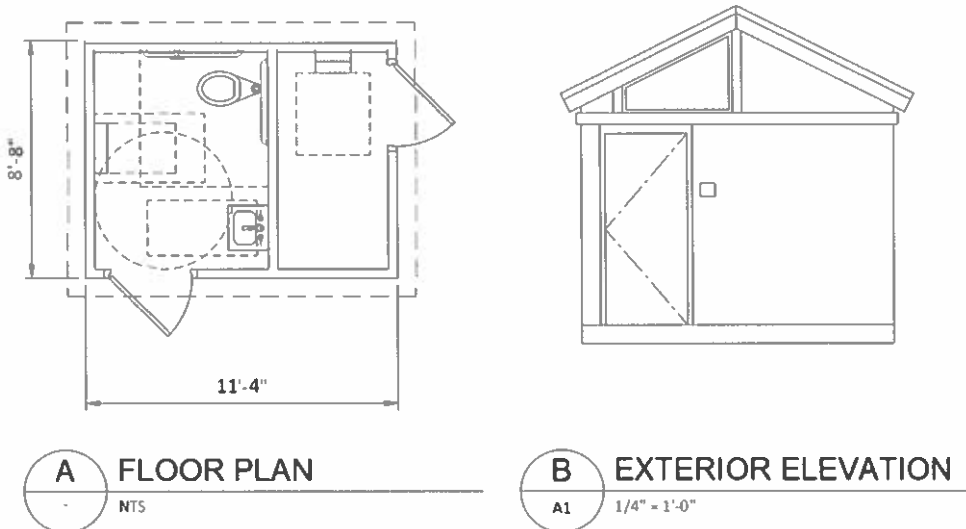 8'-8"
11'-4"
A FLOOR PLAN
- NTS
B EXTERIOR ELEVATION
A1 1/4" = 1'-0"